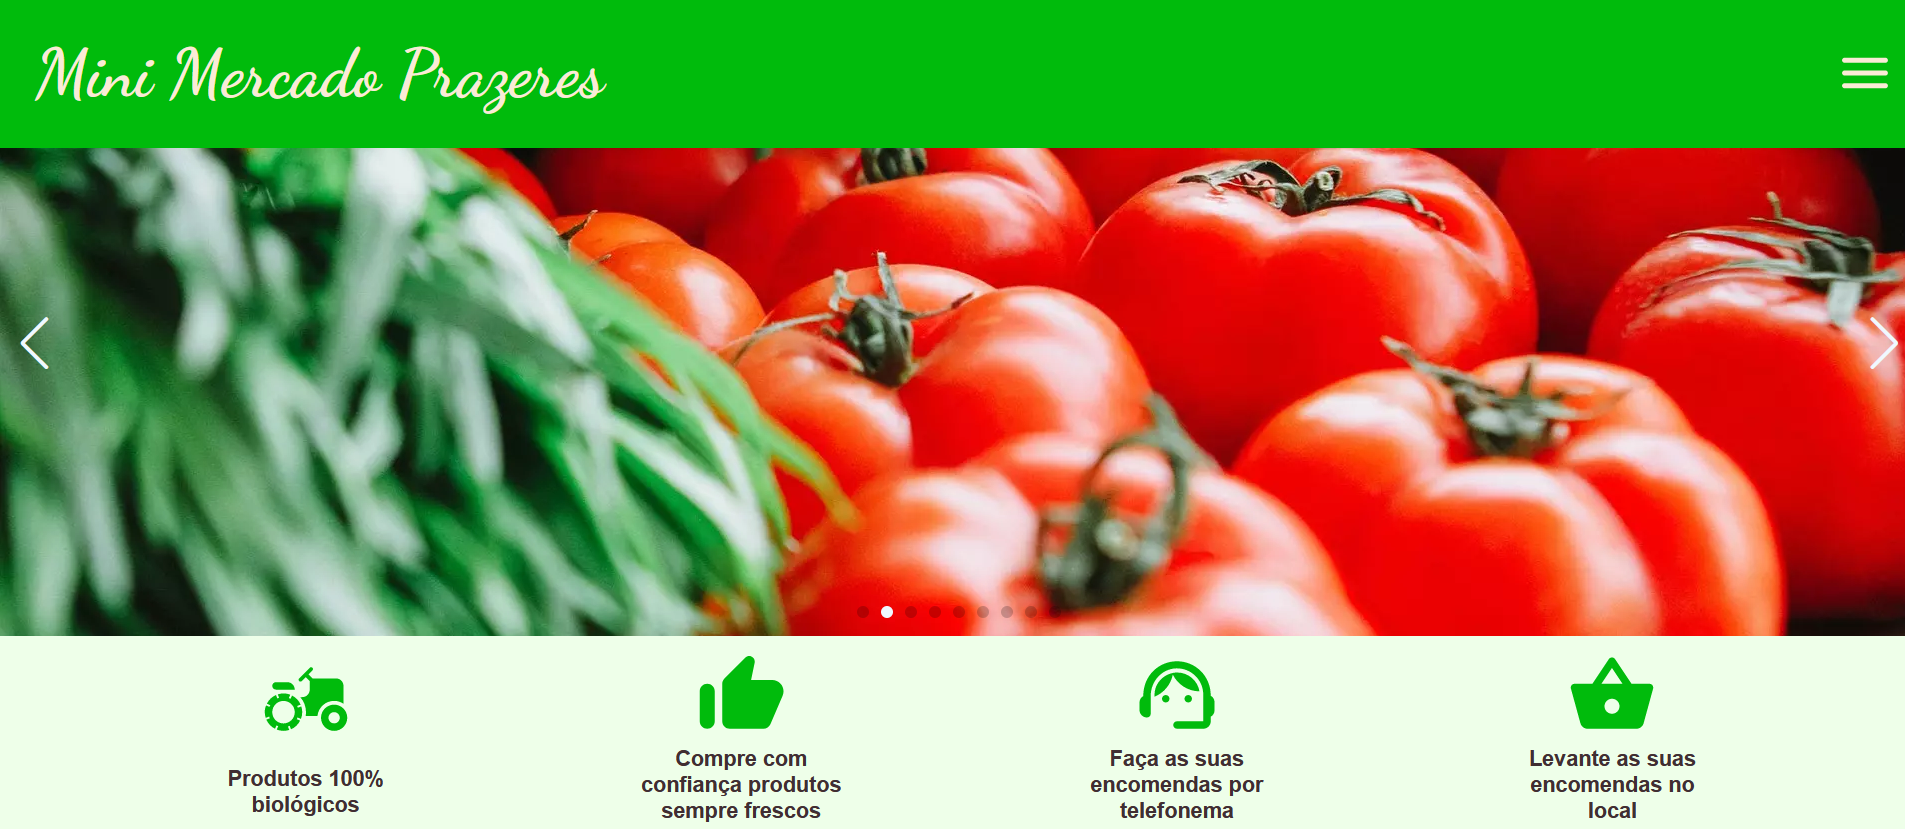 Mini Mercado Prazeres
Produtos 100%
biológicos
Compre com
confiança produtos
sempre frescos
Faça as suas
encomendas por
telefonema
Levante as suas
encomendas no
local